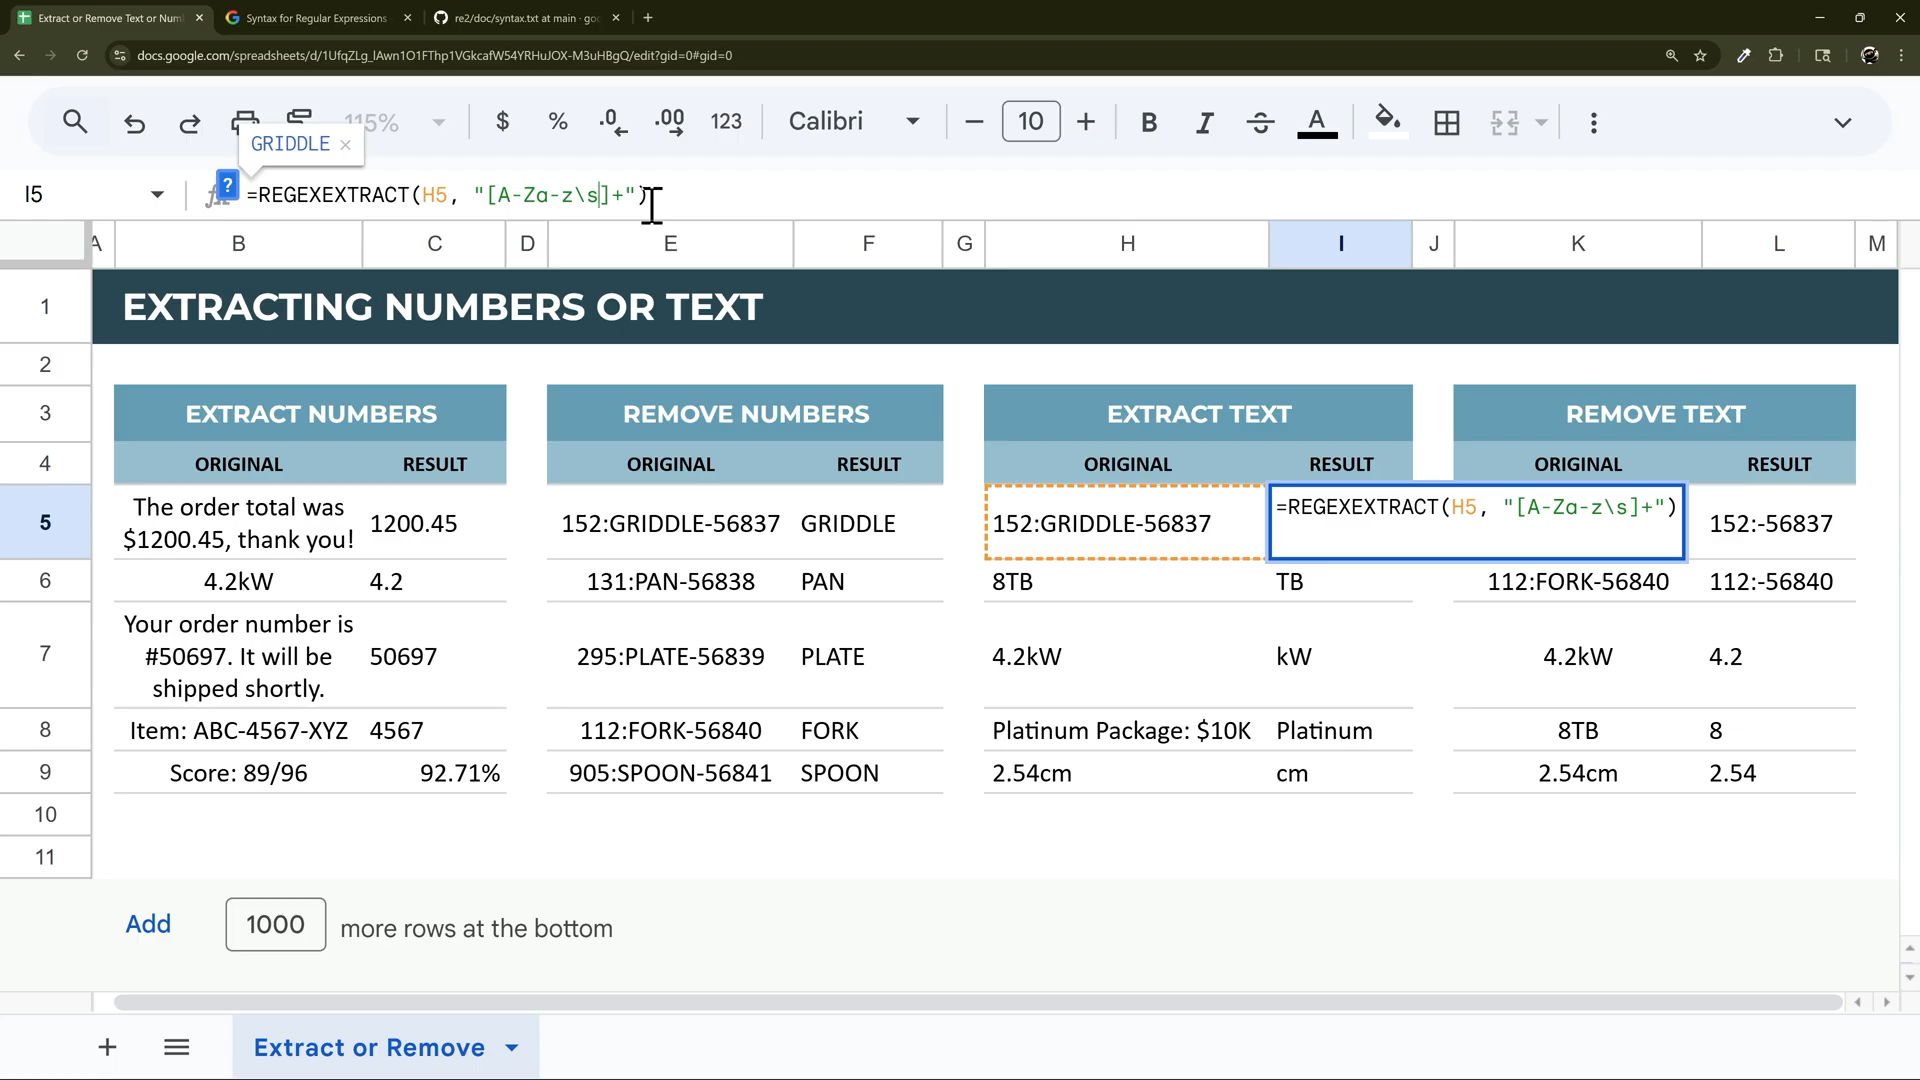 Extract or Remove Text or Num
Syntax for Regular Expressions
re2/doc/syntax.txt at main · goo
docs.google.com/spreadsheets/d/1UfqZLg_lAwn1O1FThp1VGkcafW54YRHuJOX-M3uHBgQ/edit?gid=0#gid=0
115%
$ % .0 .00 123 Calibri 10 B I A
GRIDDLE
I5 ? =REGEXEXTRACT(H5, "[A-Za-z\s]+")
A B C D E F G H I J K L M
1 EXTRACTING NUMBERS OR TEXT
2
3 EXTRACT NUMBERS REMOVE NUMBERS EXTRACT TEXT REMOVE TEXT
4 ORIGINAL RESULT ORIGINAL RESULT ORIGINAL RESULT ORIGINAL RESULT
The order total was =REGEXEXTRACT(H5, "[A-Za-z\s]+")
5 1200.45 152:GRIDDLE-56837 GRIDDLE 152:GRIDDLE-56837 152:-56837
$1200.45, thank you!
6 4.2kW 4.2 131:PAN-56838 PAN 8TB TB 112:FORK-56840 112:-56840
Your order number is
7 #50697. It will be 50697 295:PLATE-56839 PLATE 4.2kW kW 4.2kW 4.2
shipped shortly.
8 Item: ABC-4567-XYZ 4567 112:FORK-56840 FORK Platinum Package: $10K Platinum 8TB 8
9 Score: 89/96 92.71% 905:SPOON-56841 SPOON 2.54cm cm 2.54cm 2.54
10
11
Add 1000 more rows at the bottom
Extract or Remove